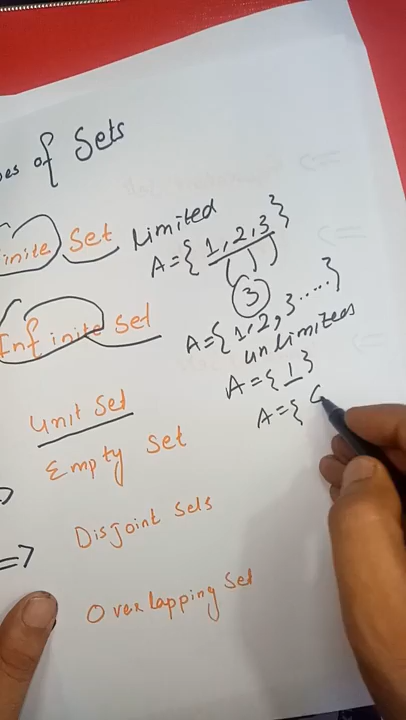 of Sets
inite Set Limited
A={1,2,3}
3
Infinite Set A={1,2,3.....}
unlimited
Unit Set A={1}
A={
Empty Set
=>
Disjoint Sets
Overlapping Set